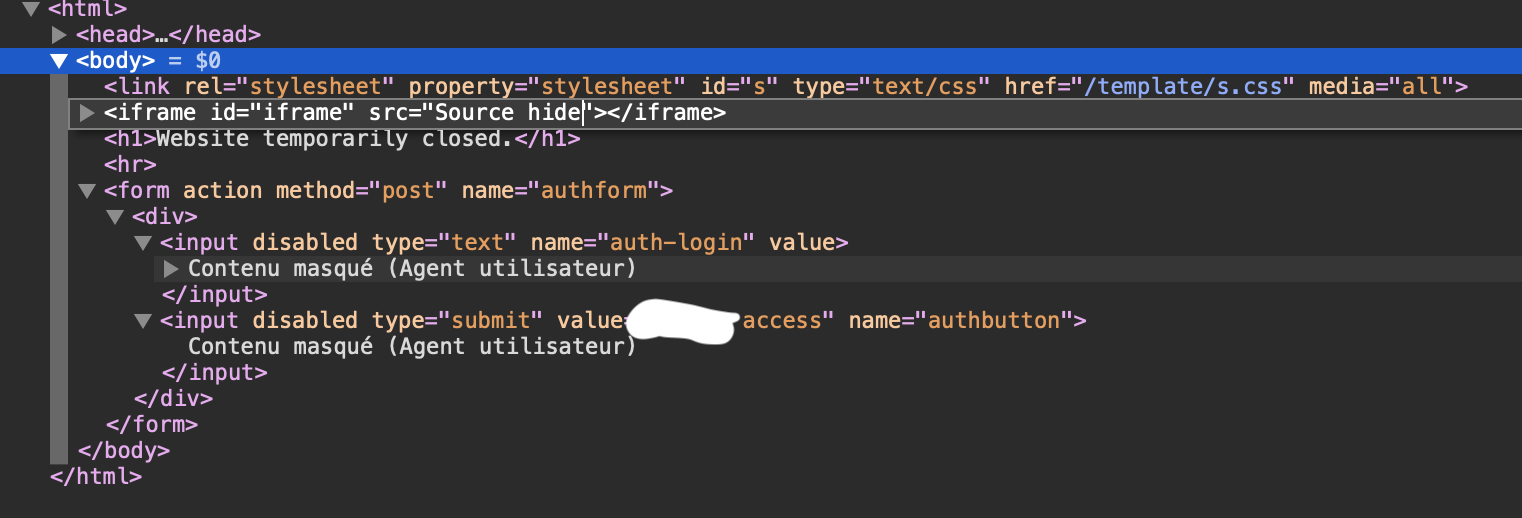 <html>
<head>…</head>
<body> = $0
<link rel="stylesheet" property="stylesheet" id="s" type="text/css" href="/template/s.css" media="all">
<iframe id="iframe" src="Source hide"></iframe>
<h1>Website temporarily closed.</h1>
<hr>
<form action method="post" name="authform">
<div>
<input disabled type="text" name="auth-login" value>
Contenu masqué (Agent utilisateur)
</input>
<input disabled type="submit" value= access" name="authbutton">
Contenu masqué (Agent utilisateur)
</input>
</div>
</form>
</body>
</html>